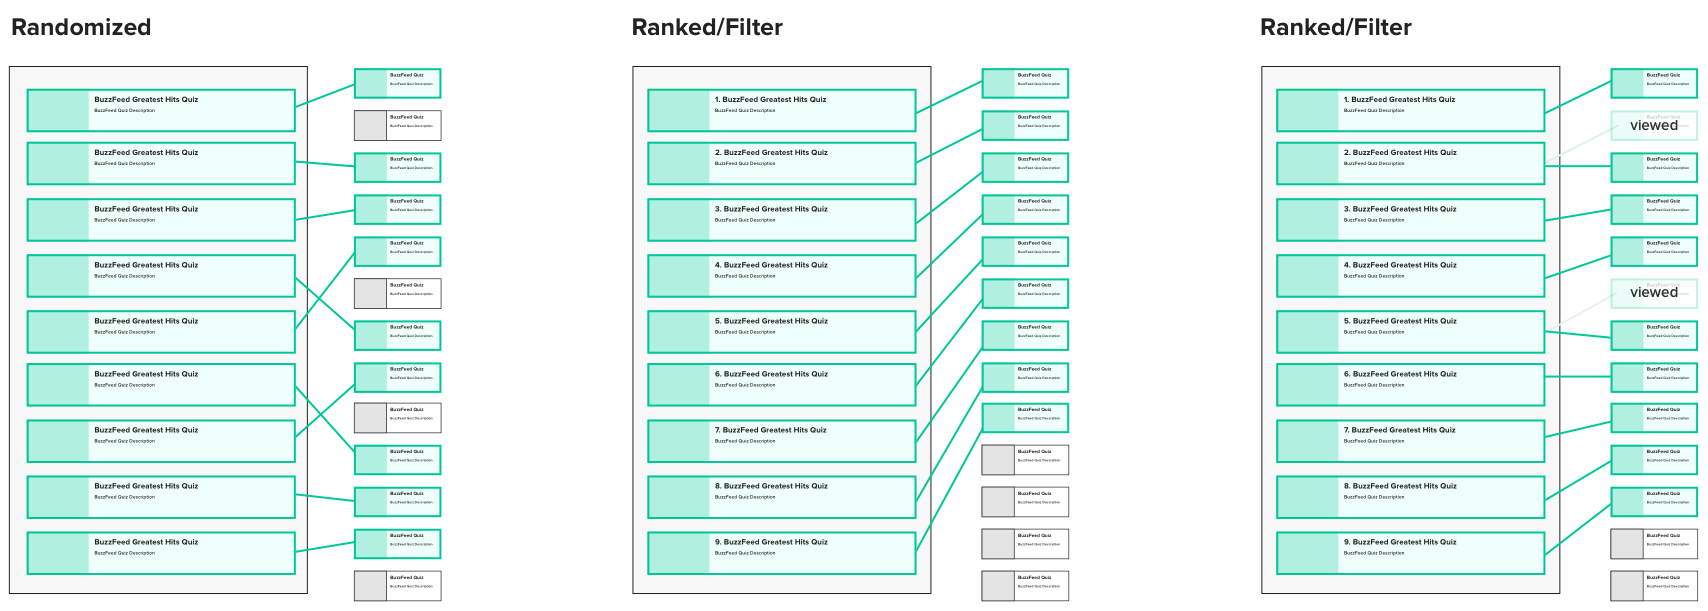 Randomized
BuzzFeed Greatest Hits Quiz
BuzzFeed Quiz Description
BuzzFeed Greatest Hits Quiz
BuzzFeed Quiz Description
BuzzFeed Greatest Hits Quiz
BuzzFeed Quiz Description
BuzzFeed Greatest Hits Quiz
BuzzFeed Quiz Description
BuzzFeed Greatest Hits Quiz
BuzzFeed Quiz Description
BuzzFeed Greatest Hits Quiz
BuzzFeed Quiz Description
BuzzFeed Greatest Hits Quiz
BuzzFeed Quiz Description
BuzzFeed Greatest Hits Quiz
BuzzFeed Quiz Description
BuzzFeed Greatest Hits Quiz
BuzzFeed Quiz Description
BuzzFeed Quiz
BuzzFeed Quiz Description
BuzzFeed Quiz
BuzzFeed Quiz Description
BuzzFeed Quiz
BuzzFeed Quiz Description
BuzzFeed Quiz
BuzzFeed Quiz Description
BuzzFeed Quiz
BuzzFeed Quiz Description
BuzzFeed Quiz
BuzzFeed Quiz Description
BuzzFeed Quiz
BuzzFeed Quiz Description
BuzzFeed Quiz
BuzzFeed Quiz Description
BuzzFeed Quiz
BuzzFeed Quiz Description
BuzzFeed Quiz
BuzzFeed Quiz Description
BuzzFeed Quiz
BuzzFeed Quiz Description
BuzzFeed Quiz
BuzzFeed Quiz Description
BuzzFeed Quiz
BuzzFeed Quiz Description
Ranked/Filter
1. BuzzFeed Greatest Hits Quiz
BuzzFeed Quiz Description
2. BuzzFeed Greatest Hits Quiz
BuzzFeed Quiz Description
3. BuzzFeed Greatest Hits Quiz
BuzzFeed Quiz Description
4. BuzzFeed Greatest Hits Quiz
BuzzFeed Quiz Description
5. BuzzFeed Greatest Hits Quiz
BuzzFeed Quiz Description
6. BuzzFeed Greatest Hits Quiz
BuzzFeed Quiz Description
7. BuzzFeed Greatest Hits Quiz
BuzzFeed Quiz Description
8. BuzzFeed Greatest Hits Quiz
BuzzFeed Quiz Description
9. BuzzFeed Greatest Hits Quiz
BuzzFeed Quiz Description
BuzzFeed Quiz
BuzzFeed Quiz Description
BuzzFeed Quiz
BuzzFeed Quiz Description
BuzzFeed Quiz
BuzzFeed Quiz Description
BuzzFeed Quiz
BuzzFeed Quiz Description
BuzzFeed Quiz
BuzzFeed Quiz Description
BuzzFeed Quiz
BuzzFeed Quiz Description
BuzzFeed Quiz
BuzzFeed Quiz Description
BuzzFeed Quiz
BuzzFeed Quiz Description
BuzzFeed Quiz
BuzzFeed Quiz Description
BuzzFeed Quiz
BuzzFeed Quiz Description
BuzzFeed Quiz
BuzzFeed Quiz Description
BuzzFeed Quiz
BuzzFeed Quiz Description
BuzzFeed Quiz
BuzzFeed Quiz Description
Ranked/Filter
1. BuzzFeed Greatest Hits Quiz
BuzzFeed Quiz Description
2. BuzzFeed Greatest Hits Quiz
BuzzFeed Quiz Description
3. BuzzFeed Greatest Hits Quiz
BuzzFeed Quiz Description
4. BuzzFeed Greatest Hits Quiz
BuzzFeed Quiz Description
5. BuzzFeed Greatest Hits Quiz
BuzzFeed Quiz Description
6. BuzzFeed Greatest Hits Quiz
BuzzFeed Quiz Description
7. BuzzFeed Greatest Hits Quiz
BuzzFeed Quiz Description
8. BuzzFeed Greatest Hits Quiz
BuzzFeed Quiz Description
9. BuzzFeed Greatest Hits Quiz
BuzzFeed Quiz Description
BuzzFeed Quiz
BuzzFeed Quiz Description
viewed
BuzzFeed Quiz
BuzzFeed Quiz Description
BuzzFeed Quiz
BuzzFeed Quiz Description
BuzzFeed Quiz
BuzzFeed Quiz Description
viewed
BuzzFeed Quiz
BuzzFeed Quiz Description
BuzzFeed Quiz
BuzzFeed Quiz Description
BuzzFeed Quiz
BuzzFeed Quiz Description
BuzzFeed Quiz
BuzzFeed Quiz Description
BuzzFeed Quiz
BuzzFeed Quiz Description
BuzzFeed Quiz
BuzzFeed Quiz Description
BuzzFeed Quiz
BuzzFeed Quiz Description